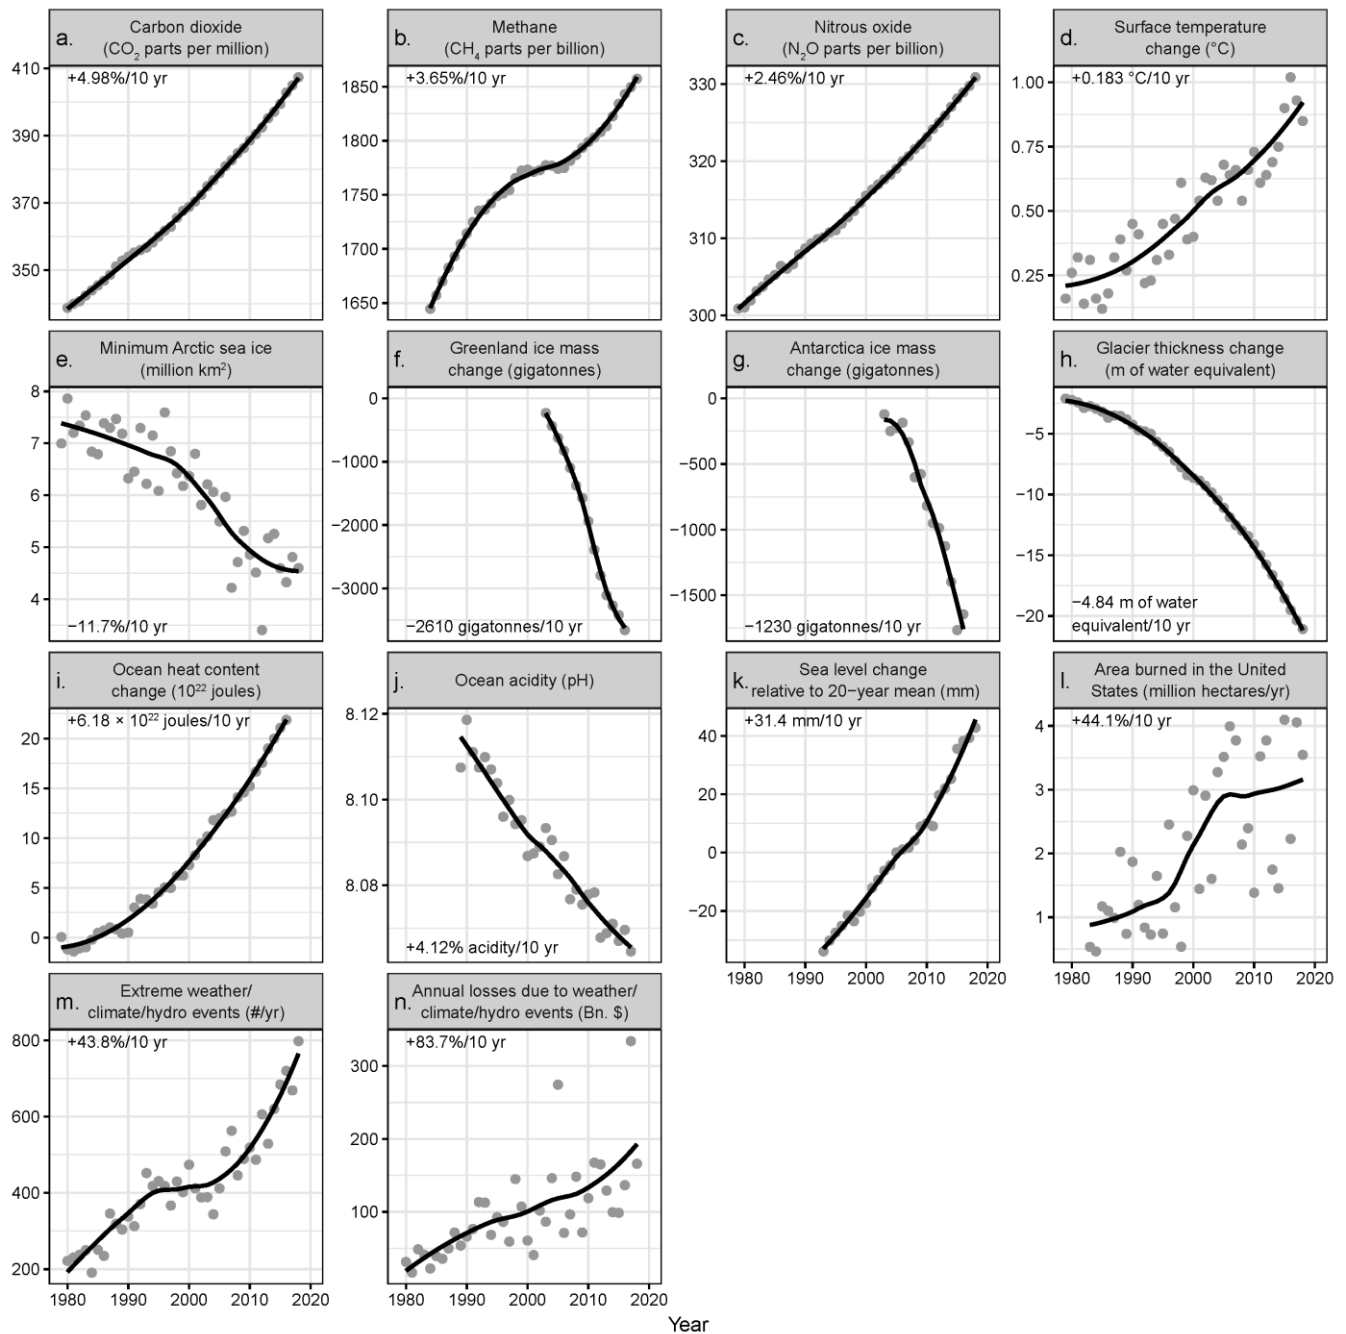 a. Carbon dioxide
(CO₂ parts per million)
+4.98%/10 yr
410
390
370
350
b. Methane
(CH₄ parts per billion)
+3.65%/10 yr
1850
1800
1750
1700
1650
c. Nitrous oxide
(N₂O parts per billion)
+2.46%/10 yr
330
320
310
300
d. Surface temperature
change (°C)
+0.183 °C/10 yr
1.00
0.75
0.50
0.25
e. Minimum Arctic sea ice
(million km²)
8
7
6
5
4
−11.7%/10 yr
f. Greenland ice mass
change (gigatonnes)
0
−1000
−2000
−3000
−2610 gigatonnes/10 yr
g. Antarctica ice mass
change (gigatonnes)
0
−500
−1000
−1500
−1230 gigatonnes/10 yr
h. Glacier thickness change
(m of water equivalent)
−5
−10
−15
−20
−4.84 m of water
equivalent/10 yr
i. Ocean heat content
change (10²² joules)
+6.18 × 10²² joules/10 yr
20
15
10
5
0
j. Ocean acidity (pH)
8.12
8.10
8.08
+4.12% acidity/10 yr
k. Sea level change
relative to 20−year mean (mm)
+31.4 mm/10 yr
40
20
0
−20
1980 1990 2000 2010 2020
l. Area burned in the United
States (million hectares/yr)
+44.1%/10 yr
4
3
2
1
1980 1990 2000 2010 2020
m. Extreme weather/
climate/hydro events (#/yr)
+43.8%/10 yr
800
600
400
200
1980 1990 2000 2010 2020
n. Annual losses due to weather/
climate/hydro events (Bn. $)
+83.7%/10 yr
300
200
100
1980 1990 2000 2010 2020
Year